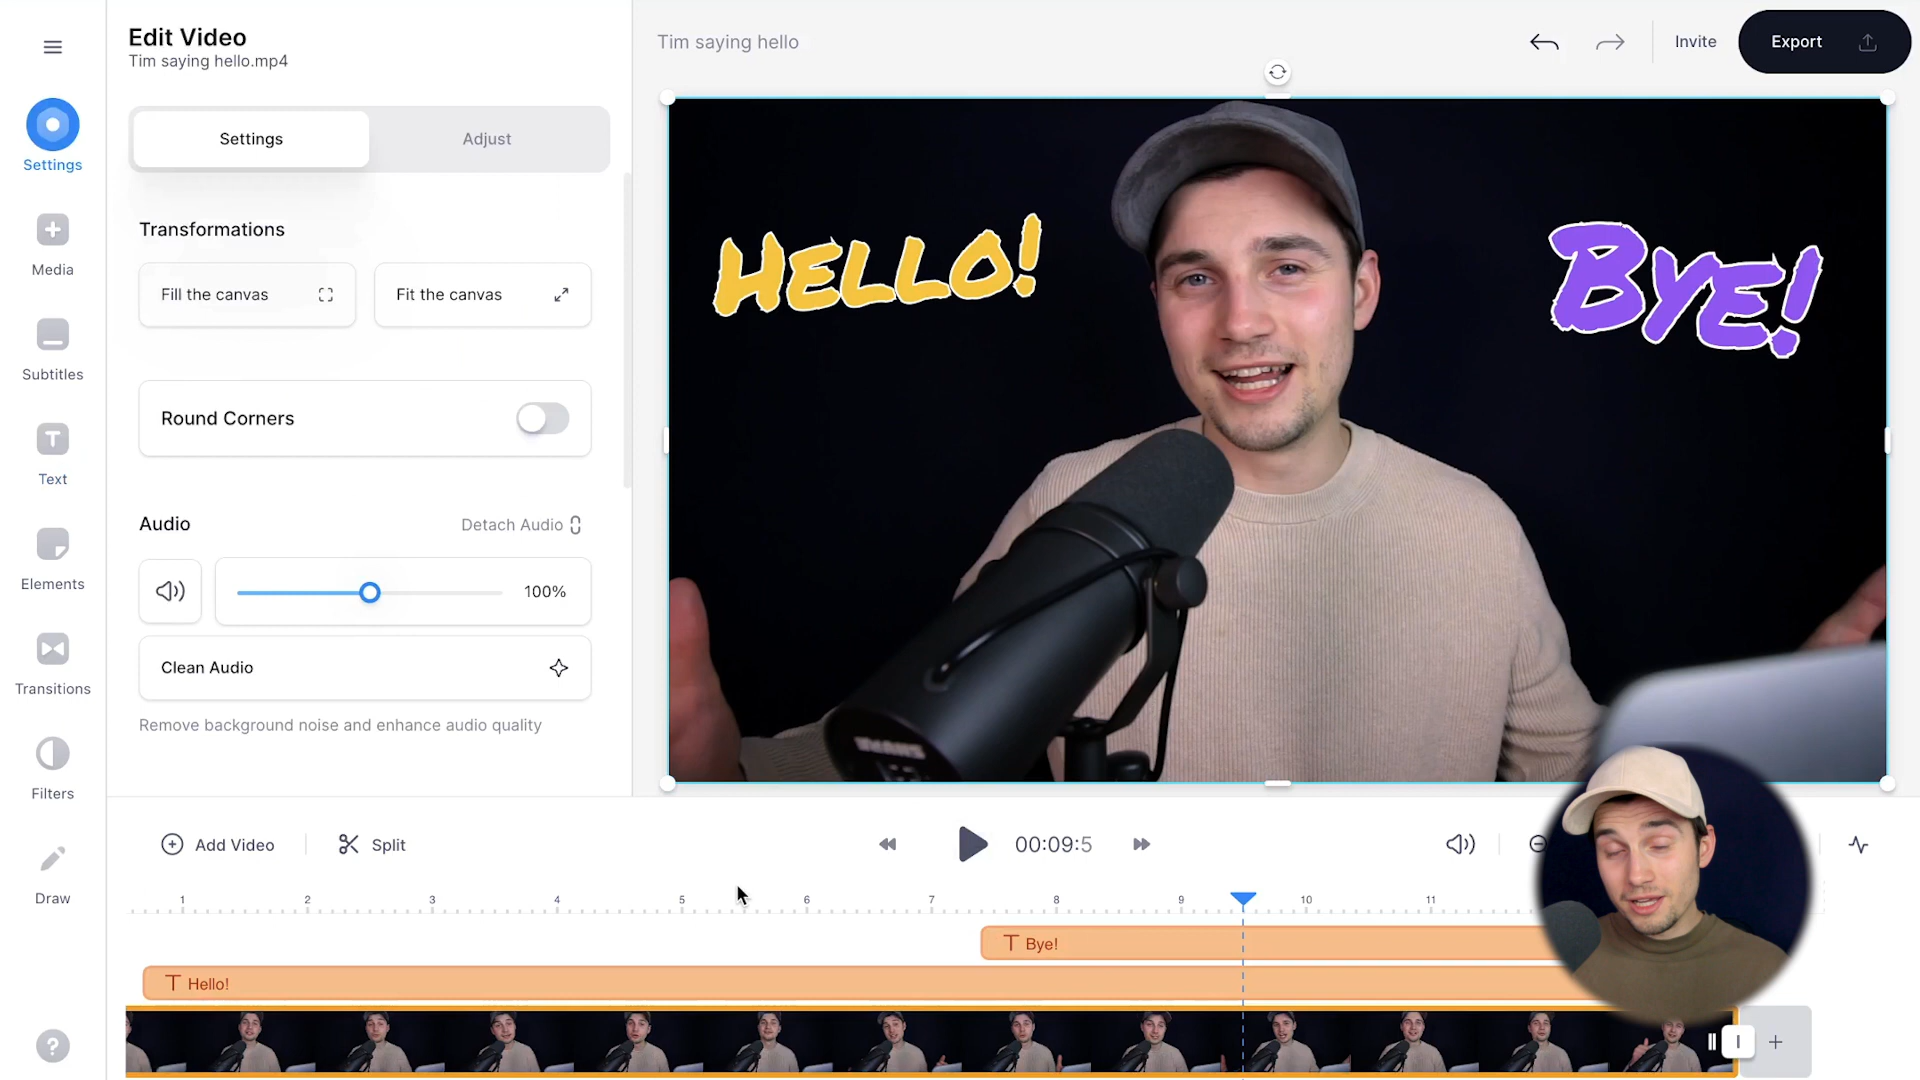 Edit Video
Tim saying hello.mp4
Tim saying hello
Invite
Export
Settings
Adjust
Settings
Media
Subtitles
Text
Elements
Transitions
Filters
Draw
Transformations
Fill the canvas
Fit the canvas
Round Corners
Audio
Detach Audio
100%
Clean Audio
Remove background noise and enhance audio quality
HELLO!
BYE!
Add Video
Split
00:09:5
1 2 3 4 5 6 7 8 9 10 11
T Bye!
T Hello!
?